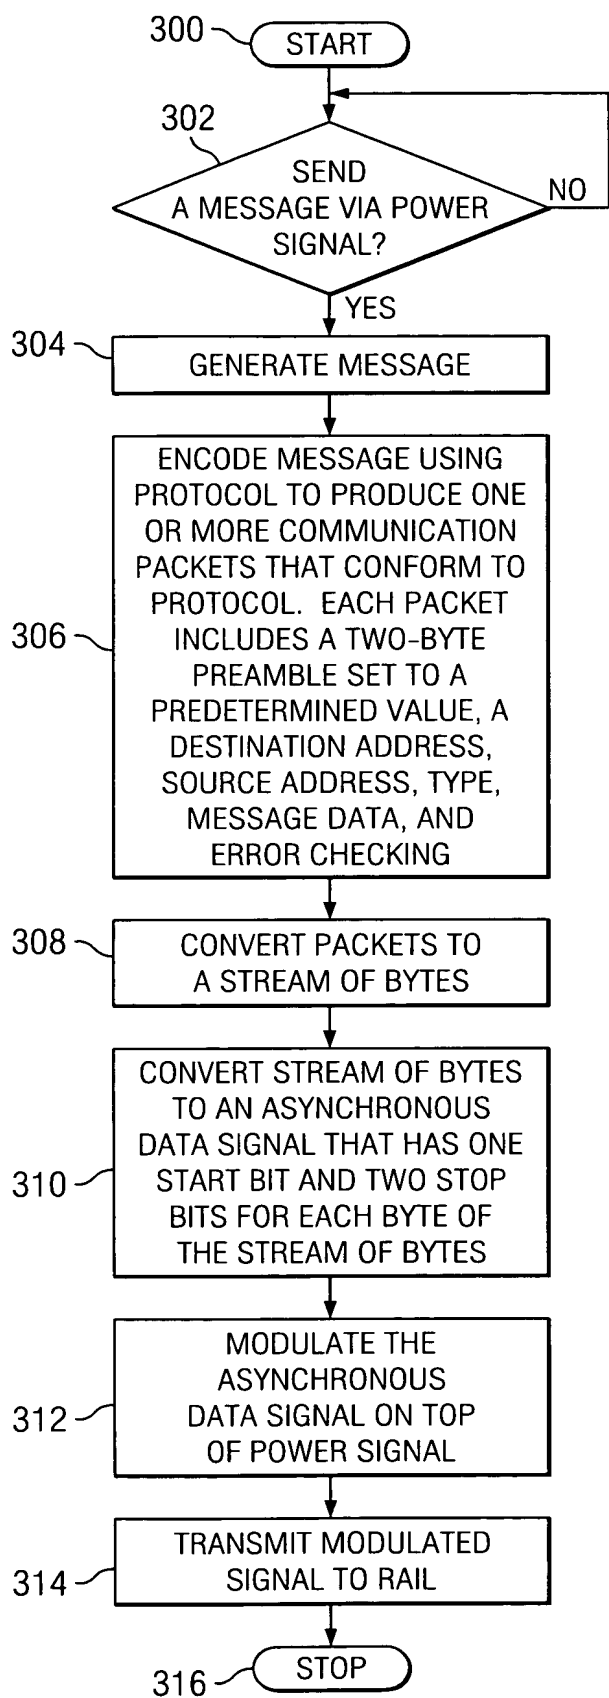 300
START
302
SEND
A MESSAGE VIA POWER
SIGNAL?
NO
YES
304
GENERATE MESSAGE
306
ENCODE MESSAGE USING
PROTOCOL TO PRODUCE ONE
OR MORE COMMUNICATION
PACKETS THAT CONFORM TO
PROTOCOL. EACH PACKET
INCLUDES A TWO-BYTE
PREAMBLE SET TO A
PREDETERMINED VALUE, A
DESTINATION ADDRESS,
SOURCE ADDRESS, TYPE,
MESSAGE DATA, AND
ERROR CHECKING
308
CONVERT PACKETS TO
A STREAM OF BYTES
310
CONVERT STREAM OF BYTES
TO AN ASYNCHRONOUS
DATA SIGNAL THAT HAS ONE
START BIT AND TWO STOP
BITS FOR EACH BYTE OF
THE STREAM OF BYTES
312
MODULATE THE
ASYNCHRONOUS
DATA SIGNAL ON TOP
OF POWER SIGNAL
314
TRANSMIT MODULATED
SIGNAL TO RAIL
316
STOP